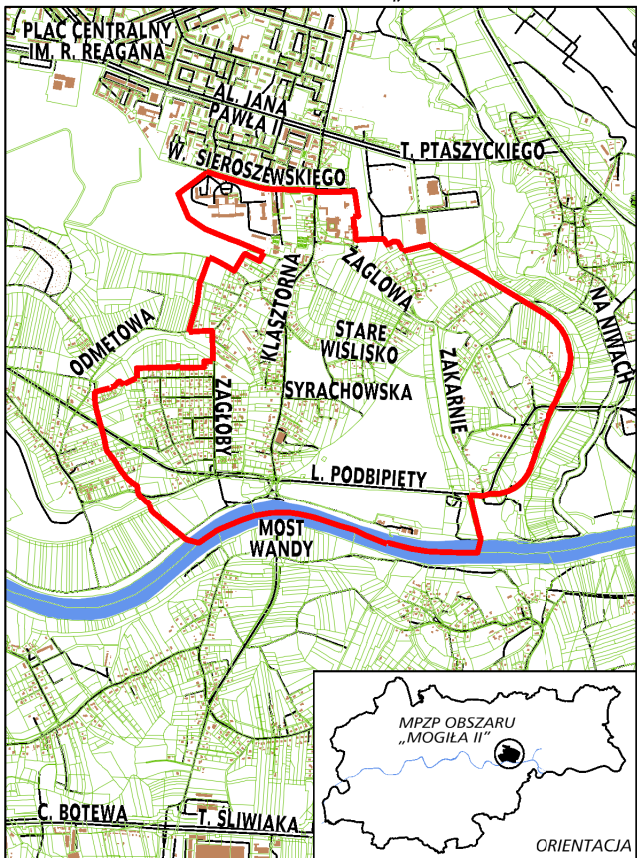 PLAC CENTRALNY
IM. R. REAGANA
AL. JANA
PAWŁA II
T. PTASZYCKIEGO
W. SIEROSZEWSKIEGO
ŻAGLOWA
KLASZTORNA
NA NIWACH
ODMĘTOWA
STARE
WIŚLISKO
ZAKARNIE
ZAGŁOBY
SYRACHOWSKA
L. PODBIPIĘTY
MOST
WANDY
MPZP OBSZARU
„MOGIŁA II”
C. BOTEWA
T. ŚLIWIAKA
ORIENTACJA